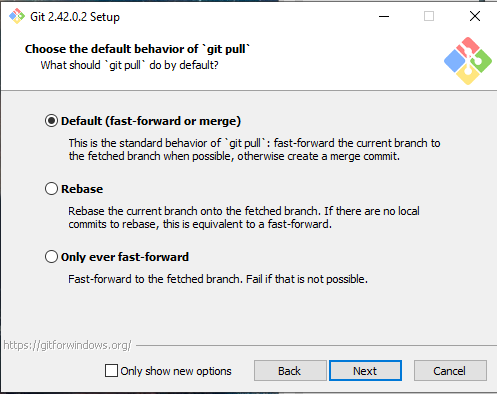 Git 2.42.0.2 Setup
Choose the default behavior of `git pull`
What should `git pull` do by default?
Default (fast-forward or merge)
This is the standard behavior of `git pull`: fast-forward the current branch to
the fetched branch when possible, otherwise create a merge commit.
Rebase
Rebase the current branch onto the fetched branch. If there are no local
commits to rebase, this is equivalent to a fast-forward.
Only ever fast-forward
Fast-forward to the fetched branch. Fail if that is not possible.
https://gitforwindows.org/
Only show new options
Back
Next
Cancel